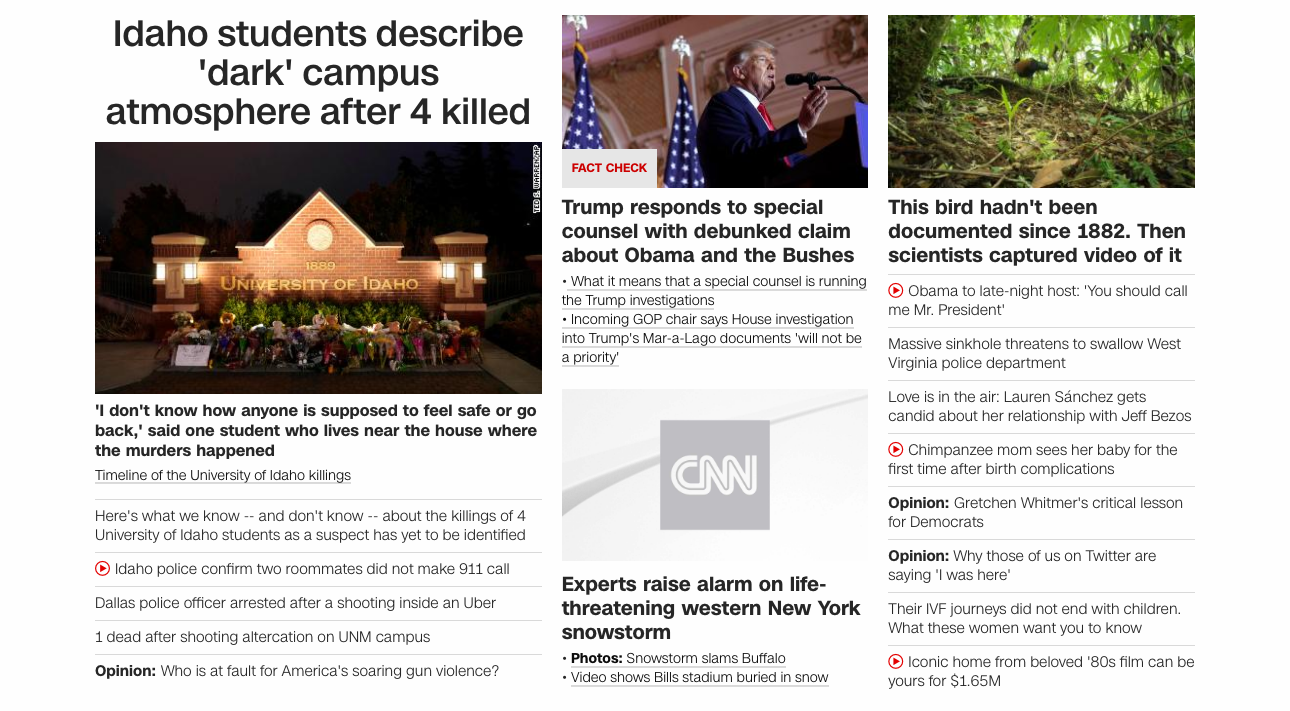 Idaho students describe
'dark' campus
atmosphere after 4 killed
TED S. WARREN/AP
1889
UNIVERSITY OF IDAHO
'I don't know how anyone is supposed to feel safe or go
back,' said one student who lives near the house where
the murders happened
Timeline of the University of Idaho killings
Here's what we know -- and don't know -- about the killings of 4
University of Idaho students as a suspect has yet to be identified
Idaho police confirm two roommates did not make 911 call
Dallas police officer arrested after a shooting inside an Uber
1 dead after shooting altercation on UNM campus
Opinion: Who is at fault for America's soaring gun violence?
FACT CHECK
Trump responds to special
counsel with debunked claim
about Obama and the Bushes
• What it means that a special counsel is running
the Trump investigations
• Incoming GOP chair says House investigation
into Trump's Mar-a-Lago documents 'will not be
a priority'
CNN
Experts raise alarm on life-
threatening western New York
snowstorm
• Photos: Snowstorm slams Buffalo
• Video shows Bills stadium buried in snow
This bird hadn't been
documented since 1882. Then
scientists captured video of it
Obama to late-night host: 'You should call
me Mr. President'
Massive sinkhole threatens to swallow West
Virginia police department
Love is in the air: Lauren Sánchez gets
candid about her relationship with Jeff Bezos
Chimpanzee mom sees her baby for the
first time after birth complications
Opinion: Gretchen Whitmer's critical lesson
for Democrats
Opinion: Why those of us on Twitter are
saying 'I was here'
Their IVF journeys did not end with children.
What these women want you to know
Iconic home from beloved '80s film can be
yours for $1.65M